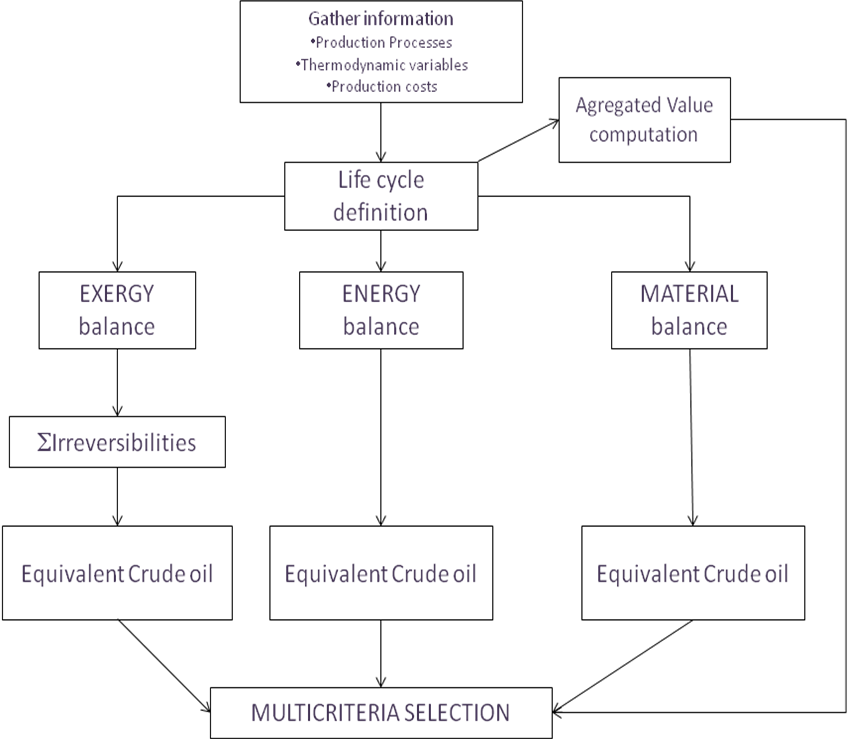 Gather information
•Production Processes
•Thermodynamic variables
•Production costs
Agregated Value
computation
Life cycle
definition
EXERGY
balance
ENERGY
balance
MATERIAL
balance
ΣIrreversibilities
Equivalent Crude oil
Equivalent Crude oil
Equivalent Crude oil
MULTICRITERIA SELECTION